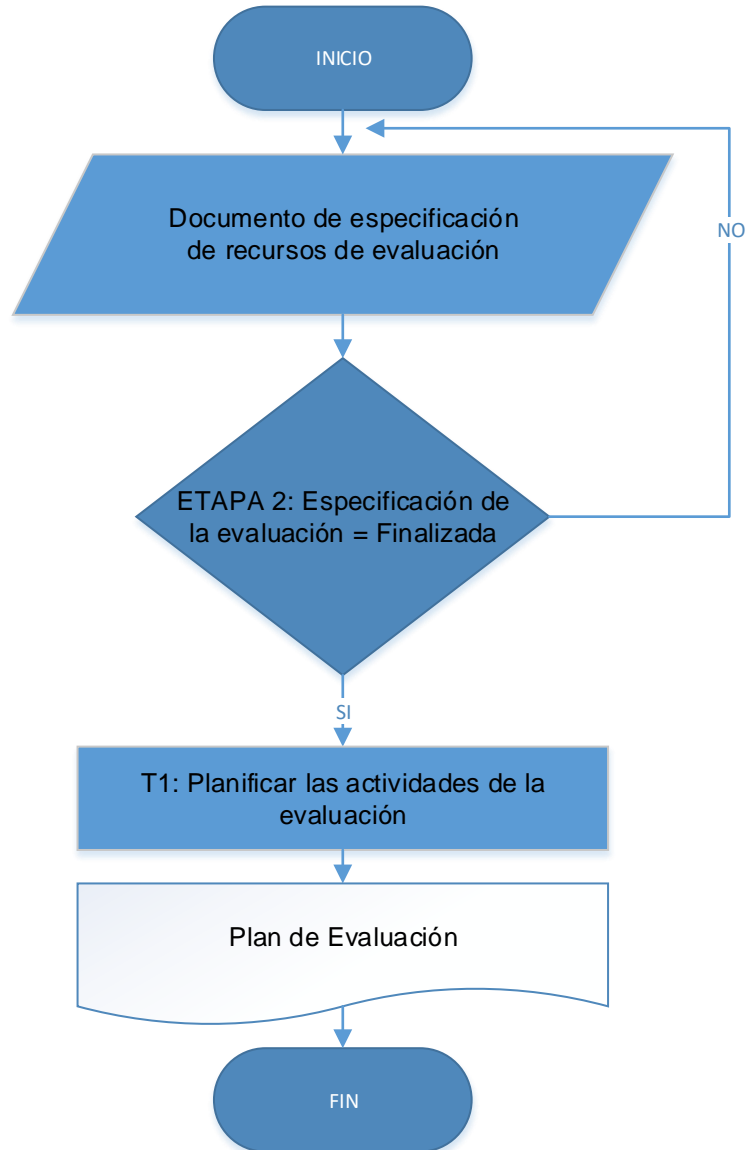 INICIO
Documento de especificación
de recursos de evaluación
NO
ETAPA 2: Especificación de
la evaluación = Finalizada
SI
T1: Planificar las actividades de la
evaluación
Plan de Evaluación
FIN